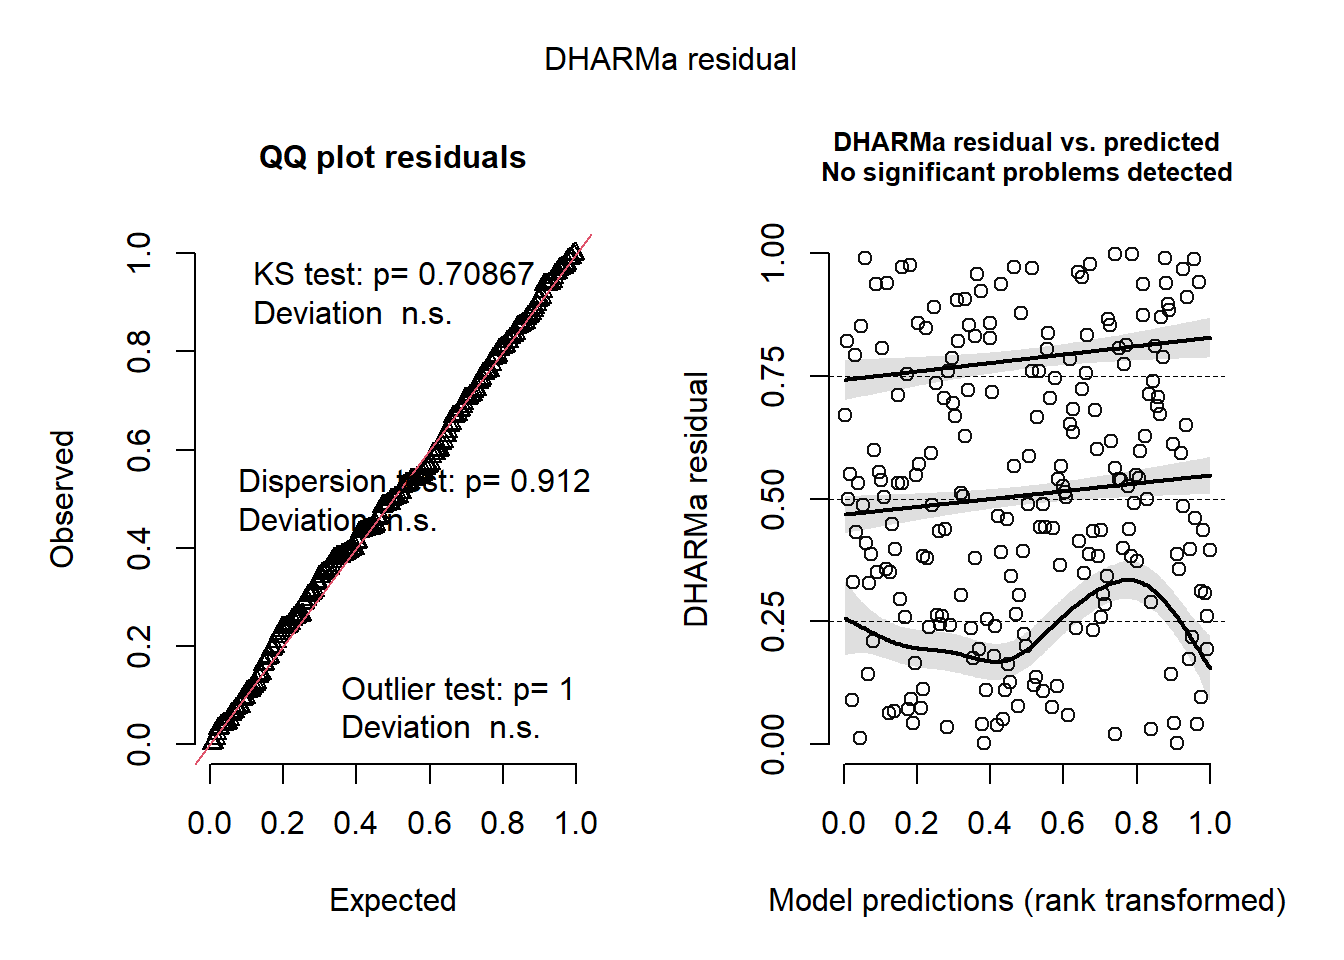 DHARMa residual
QQ plot residuals
KS test: p= 0.70867
Deviation  n.s.
Dispersion test: p= 0.912
Deviation  n.s.
Outlier test: p= 1
Deviation  n.s.
Observed
0.0 0.2 0.4 0.6 0.8 1.0
0.0 0.2 0.4 0.6 0.8 1.0
Expected
DHARMa residual vs. predicted
No significant problems detected
DHARMa residual
0.00 0.25 0.50 0.75 1.00
0.0 0.2 0.4 0.6 0.8 1.0
Model predictions (rank transformed)